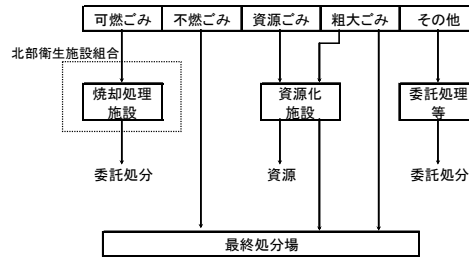 可燃ごみ 不燃ごみ 資源ごみ 粗大ごみ その他
北部衛生施設組合
焼却処理
施設
資源化
施設
委託処理
等
委託処分 資源 委託処分
最終処分場